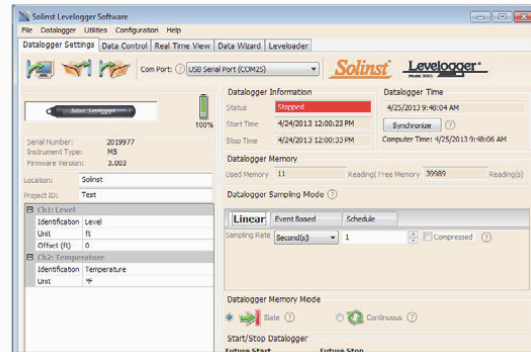 Solinst Levelogger Software
File Datalogger Utilities Configuration Help
Datalogger Settings Data Control Real Time View Data Wizard Leveloader
Com Port: USB Serial Port (COM25) Solinst Levelogger
Datalogger Information
Datalogger Time
Status Stopped
4/25/2013 9:48:04 AM
Start Time 4/24/2013 12:00:23 PM
Synchronize
100%
Stop Time 4/24/2013 12:00:33 PM
Computer Time: 4/25/2013 9:48:06 AM
Serial Number: 2019977
Instrument Type: M5
Firmware Version: 3.003
Datalogger Memory
Used Memory 11 Reading( Free Memory 39989 Reading(s)
Location: Solinst
Project ID: Test
Datalogger Sampling Mode
Ch1: Level
Identification Level
Unit ft
Offset (ft) 0
Ch2: Temperature
Identification Temperature
Unit °F
Linear Event Based Schedule
Sampling Rate Second(s) 1 Compressed
Datalogger Memory Mode
Slate Continuous
Start/Stop Datalogger
Future Start Future Stop